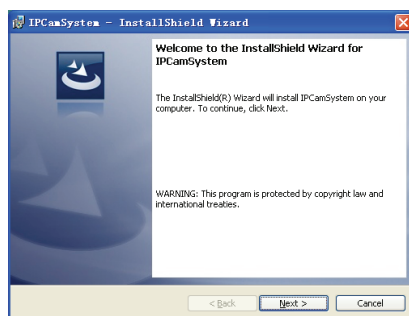 IPCamSystem - InstallShield Wizard
Welcome to the InstallShield Wizard for
IPCamSystem
The InstallShield(R) Wizard will install IPCamSystem on your
computer. To continue, click Next.
WARNING: This program is protected by copyright law and
international treaties.
< Back Next > Cancel